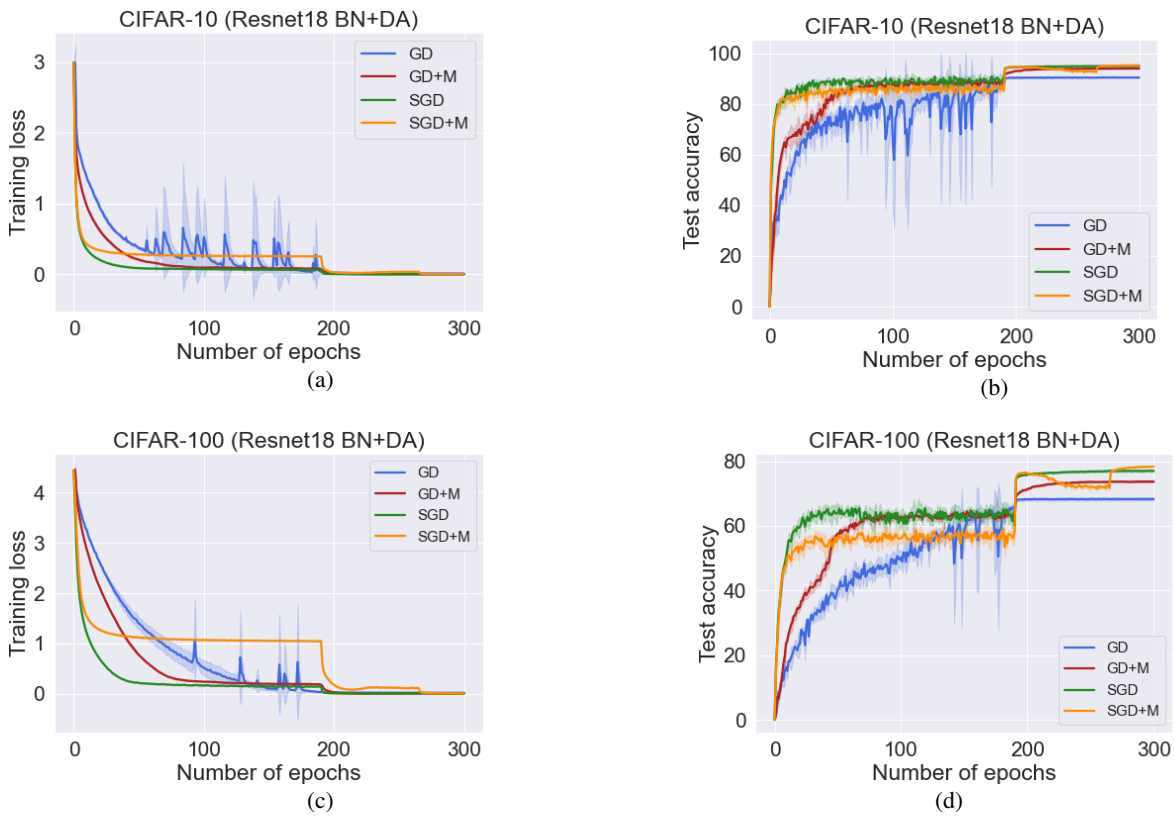 CIFAR-10 (Resnet18 BN+DA)
Training loss
3
2
1
0
GD
GD+M
SGD
SGD+M
0
100
200
300
Number of epochs
(a)
CIFAR-10 (Resnet18 BN+DA)
Test accuracy
100
80
60
40
20
0
GD
GD+M
SGD
SGD+M
0
100
200
300
Number of epochs
(b)
CIFAR-100 (Resnet18 BN+DA)
Training loss
4
3
2
1
0
GD
GD+M
SGD
SGD+M
0
100
200
300
Number of epochs
(c)
CIFAR-100 (Resnet18 BN+DA)
Test accuracy
80
60
40
20
0
GD
GD+M
SGD
SGD+M
0
100
200
300
Number of epochs
(d)